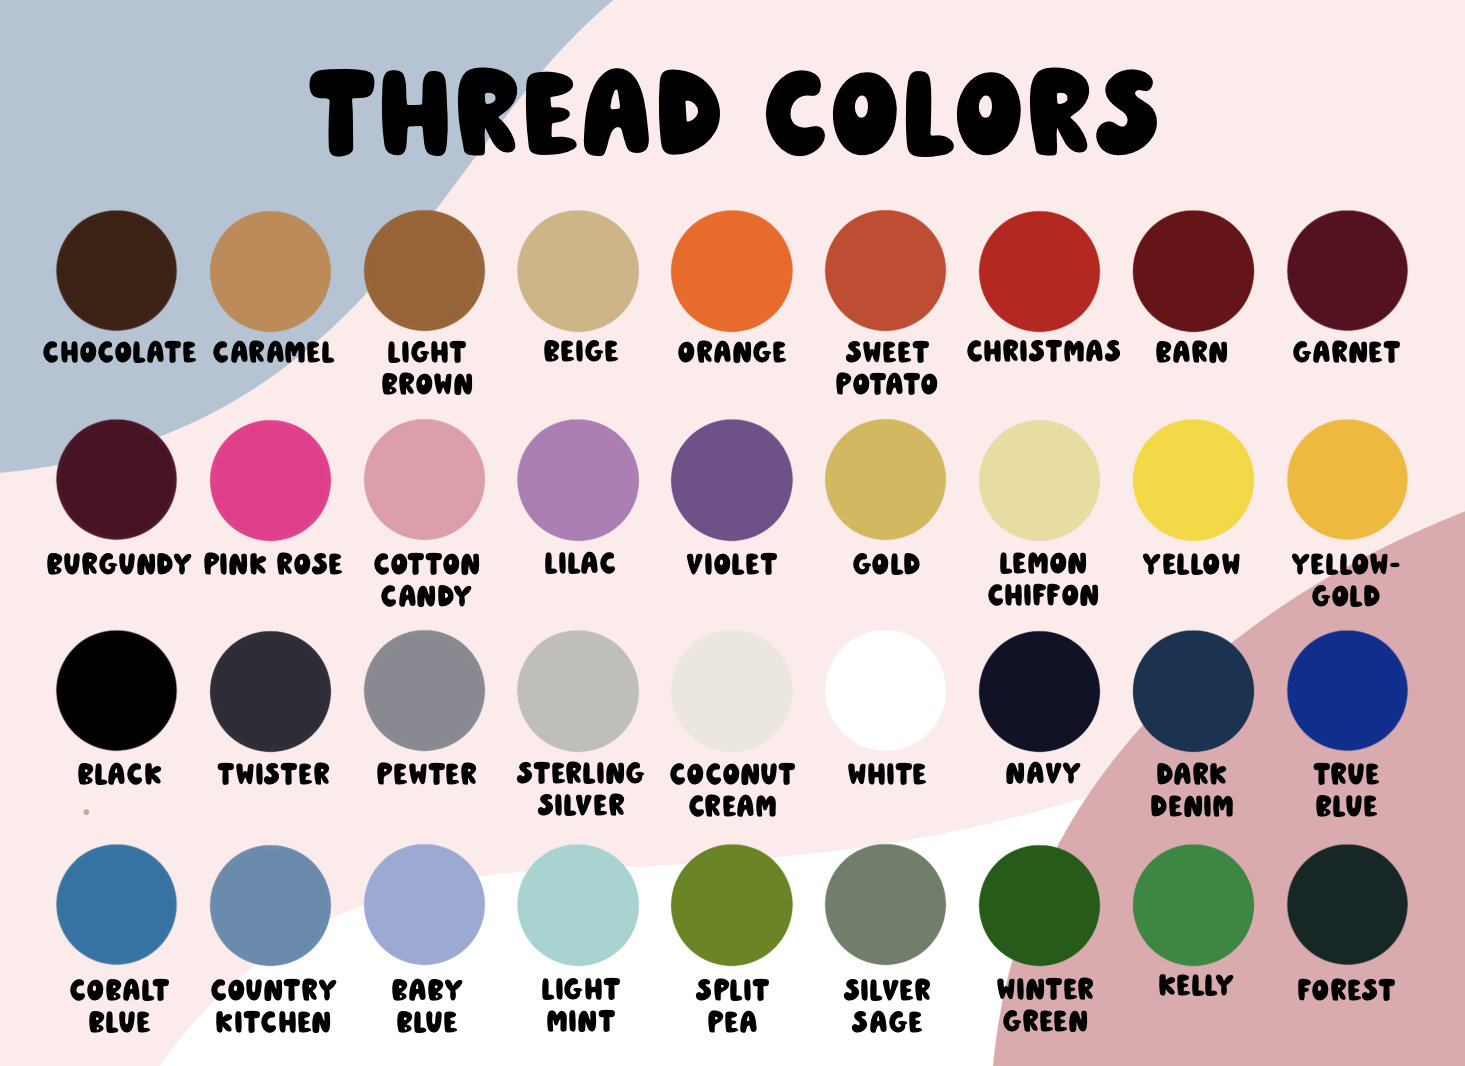 THREAD COLORS
CHOCOLATE
CARAMEL
LIGHT
BROWN
BEIGE
ORANGE
SWEET
POTATO
CHRISTMAS
BARN
GARNET
BURGUNDY
PINK ROSE
COTTON
CANDY
LILAC
VIOLET
GOLD
LEMON
CHIFFON
YELLOW
YELLOW-
GOLD
BLACK
TWISTER
PEWTER
STERLING
SILVER
COCONUT
CREAM
WHITE
NAVY
DARK
DENIM
TRUE
BLUE
COBALT
BLUE
COUNTRY
KITCHEN
BABY
BLUE
LIGHT
MINT
SPLIT
PEA
SILVER
SAGE
WINTER
GREEN
KELLY
FOREST